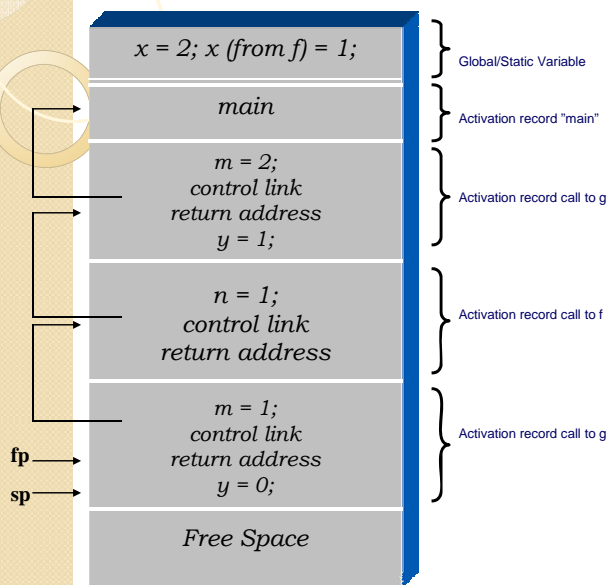 x = 2; x (from f) = 1;
Global/Static Variable
main
Activation record ”main”
m = 2;
control link
return address
y = 1;
Activation record call to g
n = 1;
control link
return address
Activation record call to f
m = 1;
control link
return address
y = 0;
Activation record call to g
fp
sp
Free Space